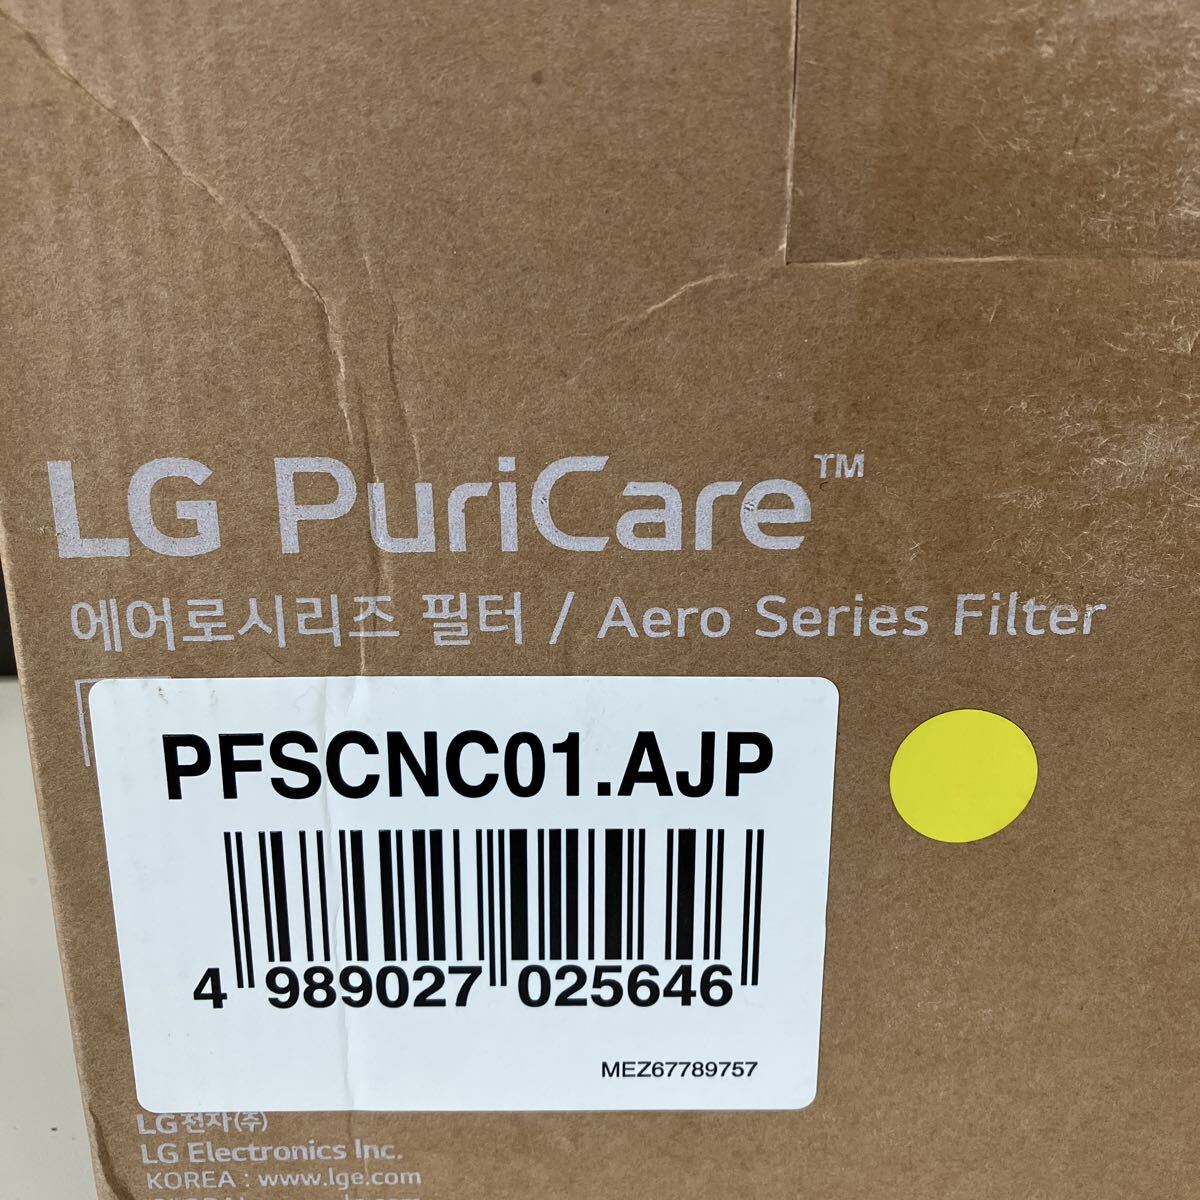 LG PuriCare™
에어로시리즈 필터 / Aero Series Filter
PFSCNC01.AJP
4 989027 025646
MEZ67789757
LG전자(주)
LG Electronics Inc.
KOREA : www.lge.com